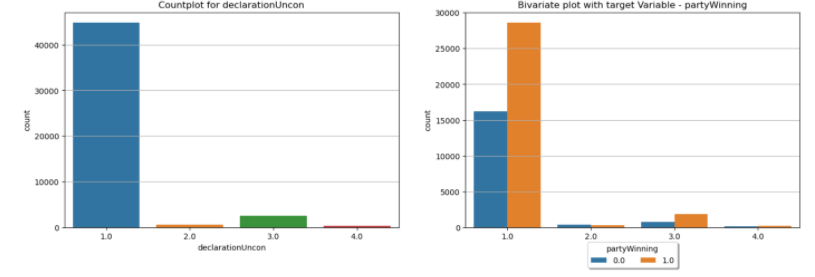 Countplot for declarationUncon
40000
30000
20000
10000
0
count
1.0 2.0 3.0 4.0
declarationUncon
Bivariate plot with target Variable - partyWinning
30000
25000
20000
15000
10000
5000
0
count
1.0 2.0 3.0 4.0
partyWinning
0.0 1.0